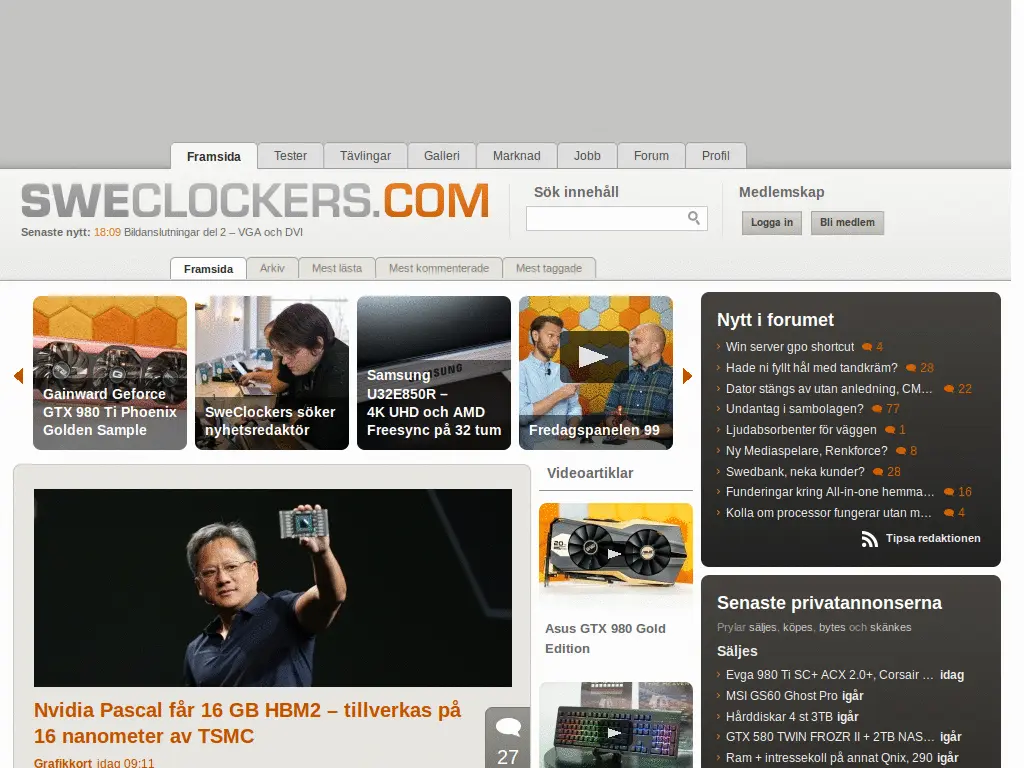 Framsida
Tester
Tävlingar
Galleri
Marknad
Jobb
Forum
Profil
SWECLOCKERS.COM
Senaste nytt: 18:09 Bildanslutningar del 2 – VGA och DVI
Sök innehåll
Medlemskap
Logga in
Bli medlem
Framsida
Arkiv
Mest lästa
Mest kommenterade
Mest taggade
Gainward Geforce
GTX 980 Ti Phoenix
Golden Sample
SweClockers söker
nyhetsredaktör
SAMSUNG
Samsung
U32E850R –
4K UHD och AMD
Freesync på 32 tum
Fredagspanelen 99
Nytt i forumet
Win server gpo shortcut 4
Hade ni fyllt hål med tandkräm? 28
Dator stängs av utan anledning, CM... 22
Undantag i sambolagen? 77
Ljudabsorbenter för väggen 1
Ny Mediaspelare, Renkforce? 8
Swedbank, neka kunder? 28
Funderingar kring All-in-one hemma... 16
Kolla om processor fungerar utan m... 4
Tipsa redaktionen
Videoartiklar
Asus GTX 980 Gold
Edition
Nvidia Pascal får 16 GB HBM2 – tillverkas på
16 nanometer av TSMC
Grafikkort idag 09:11
27
Senaste privatannonserna
Prylar säljes, köpes, bytes och skänkes
Säljes
Evga 980 Ti SC+ ACX 2.0+, Corsair ... idag
MSI GS60 Ghost Pro igår
Hårddiskar 4 st 3TB igår
GTX 580 TWIN FROZR II + 2TB NAS... igår
Ram + intressekoll på annat Qnix, 290 igår